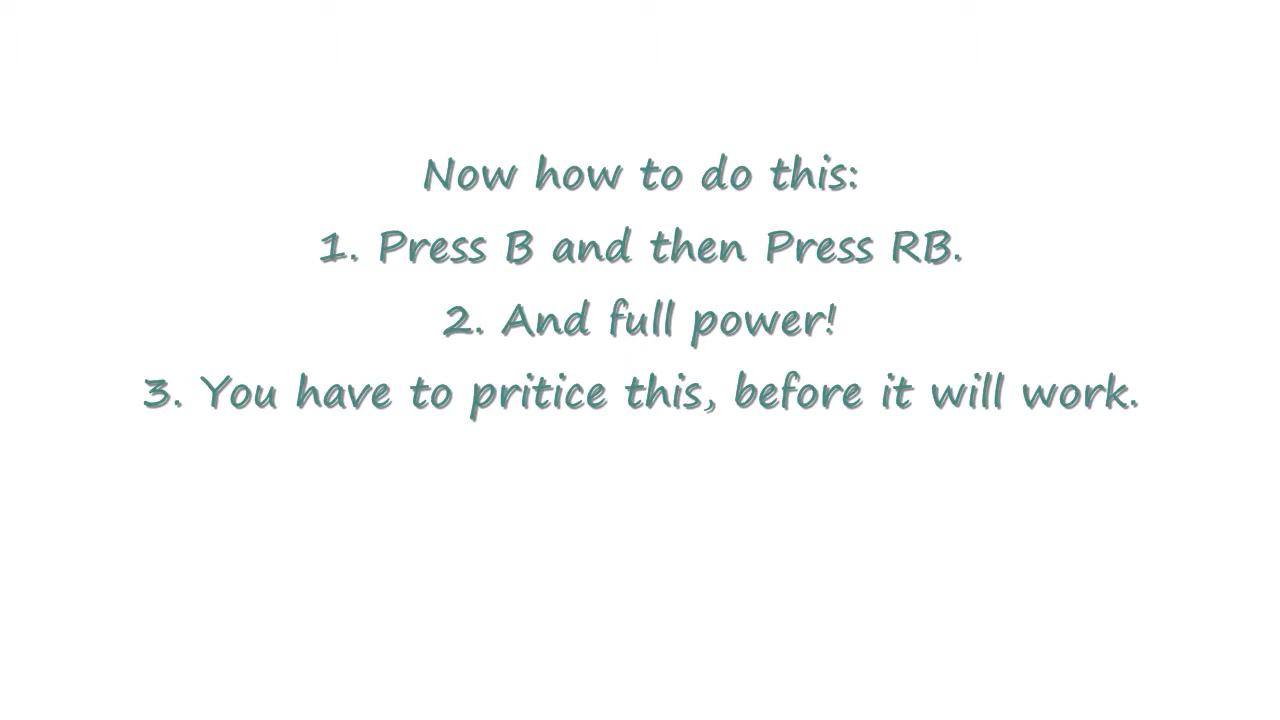 Now how to do this:
1. Press B and then Press RB.
2. And full power!
3. You have to pritice this, before it will work.